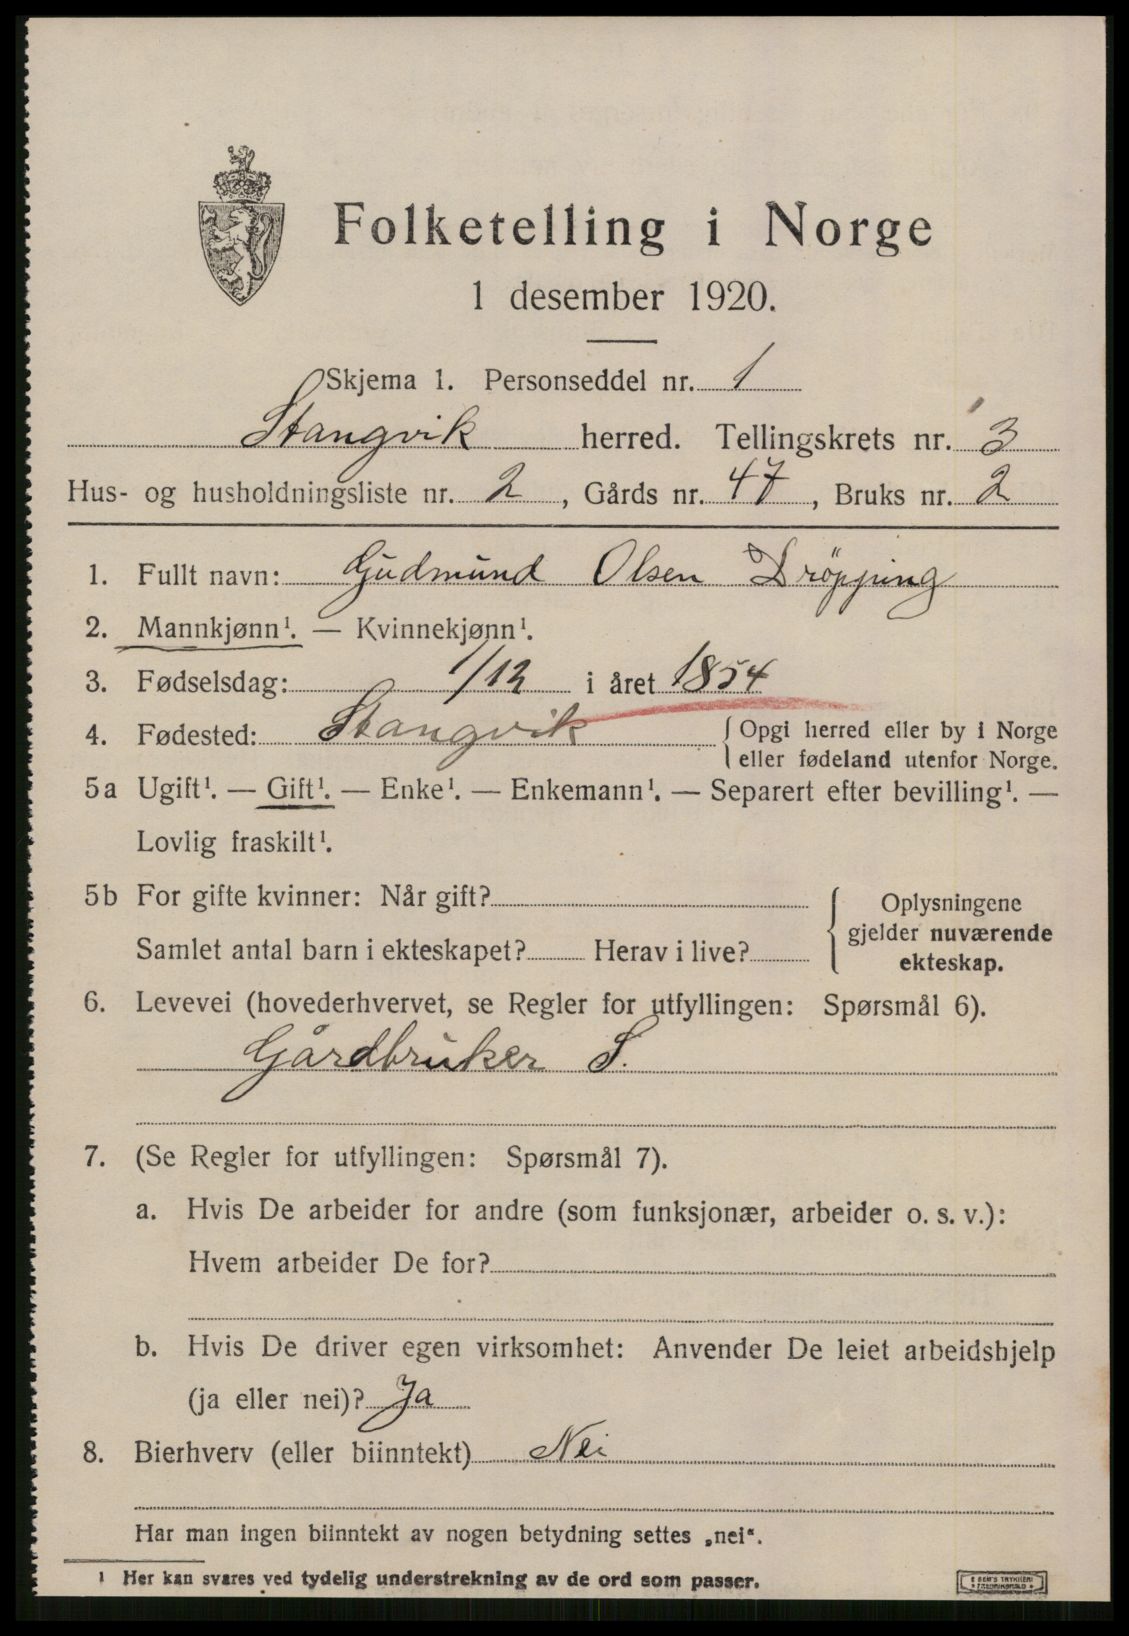 Folketelling i Norge
1 desember 1920.
Skjema 1. Personseddel nr. 1
Stangvik herred. Tellingskrets nr. 3
Hus- og husholdningsliste nr. 2, Gårds nr. 47, Bruks nr. 2
1. Fullt navn: Gudmund Olsen Dröpping
2. Mannkjønn¹. — Kvinnekjønn¹.
3. Fødselsdag: 1/12 i året 1854
4. Fødested: Stangvik { Opgi herred eller by i Norge
eller fødeland utenfor Norge.
5a Ugift¹. — Gift¹. — Enke¹. — Enkemann¹. — Separert efter bevilling¹. —
Lovlig fraskilt¹.
5b For gifte kvinner: Når gift?
Samlet antal barn i ekteskapet? Herav i live?
Oplysningene
gjelder nuværende
ekteskap.
6. Levevei (hovederhvervet, se Regler for utfyllingen: Spørsmål 6).
Gårdbruker S.
7. (Se Regler for utfyllingen: Spørsmål 7).
a. Hvis De arbeider for andre (som funksjonær, arbeider o. s. v.):
Hvem arbeider De for?
b. Hvis De driver egen virksomhet: Anvender De leiet arbeidshjelp
(ja eller nei)? Ja
8. Bierhverv (eller biinntekt) Nei
Har man ingen biinntekt av nogen betydning settes „nei“.
¹ Her kan svares ved tydelig understrekning av de ord som passer.